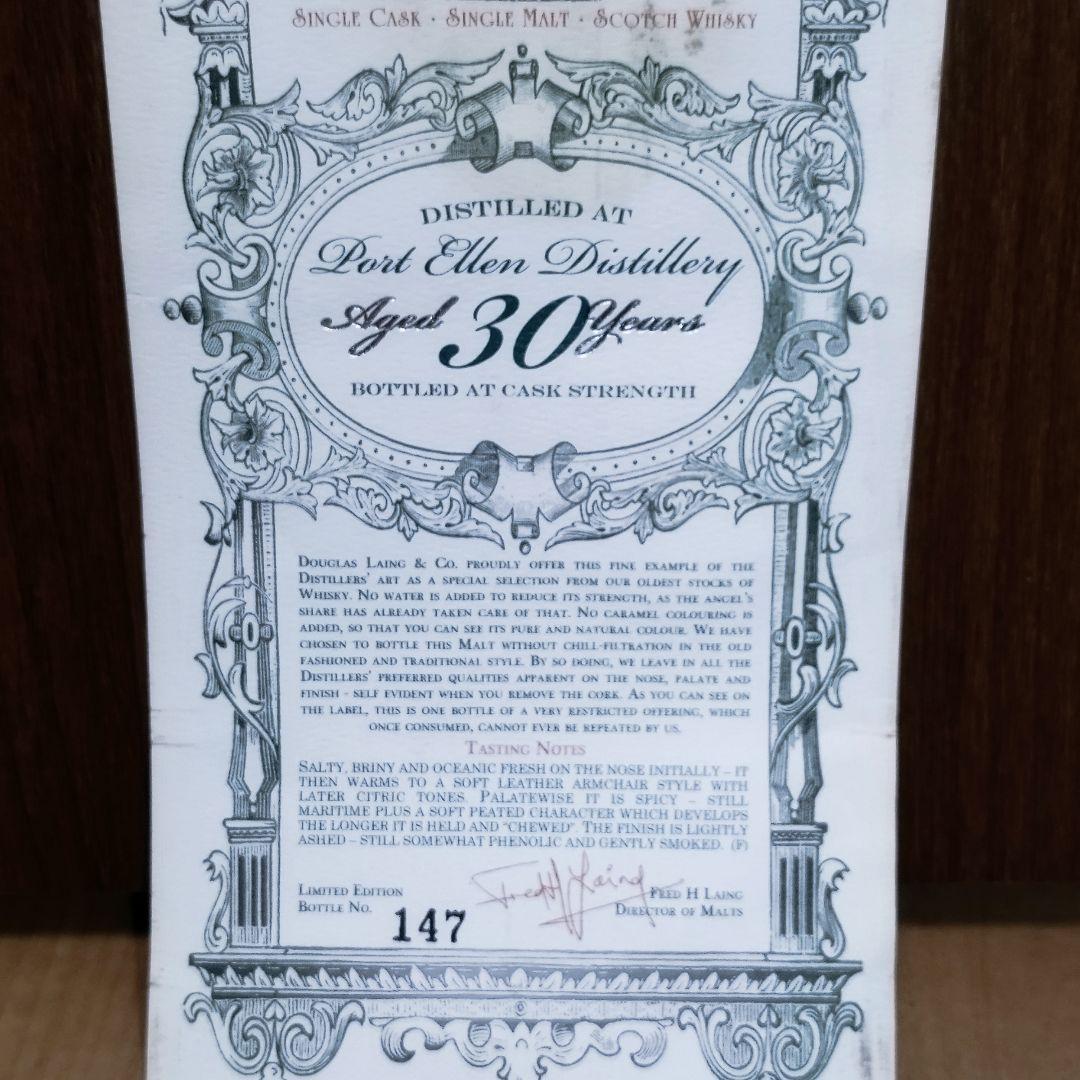 Single Cask · Single Malt · Scotch Whisky
DISTILLED AT
Port Ellen Distillery
Aged 30 Years
BOTTLED AT CASK STRENGTH
Douglas Laing & Co. proudly offer this fine example of the
Distillers' art as a special selection from our oldest stocks of
Whisky. No water is added to reduce its strength, as the angel's
share has already taken care of that. No caramel colouring is
added, so that you can see its pure and natural colour. We have
chosen to bottle this Malt without chill-filtration in the old
fashioned and traditional style. By so doing, we leave in all the
Distillers' preferred qualities apparent on the nose, palate and
finish - self evident when you remove the cork. As you can see on
the label, this is one bottle of a very restricted offering, which
once consumed, cannot ever be repeated by us.
Tasting Notes
SALTY, BRINY AND OCEANIC FRESH ON THE NOSE INITIALLY – IT
THEN WARMS TO A SOFT LEATHER ARMCHAIR STYLE WITH
LATER CITRIC TONES. PALATEWISE IT IS SPICY – STILL
MARITIME PLUS A SOFT PEATED CHARACTER WHICH DEVELOPS
THE LONGER IT IS HELD AND "CHEWED". THE FINISH IS LIGHTLY
ASHED – STILL SOMEWHAT PHENOLIC AND GENTLY SMOKED. (F)
Fred H Laing
Limited Edition
Bottle No. 147
Fred H Laing
Director of Malts